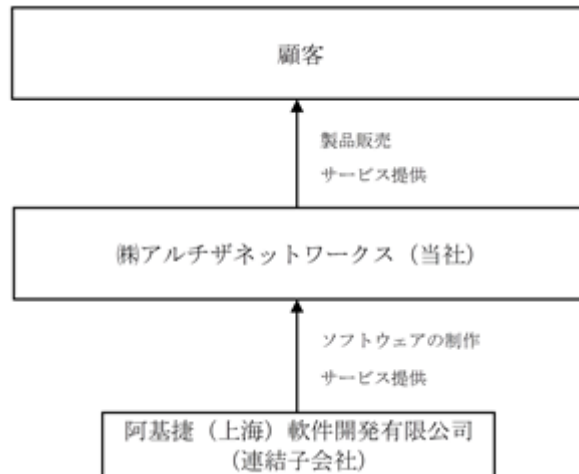 顧客
製品販売
サービス提供
㈱アルチザネットワークス（当社）
ソフトウェアの制作
サービス提供
阿基捷（上海）軟件開発有限公司
（連結子会社）